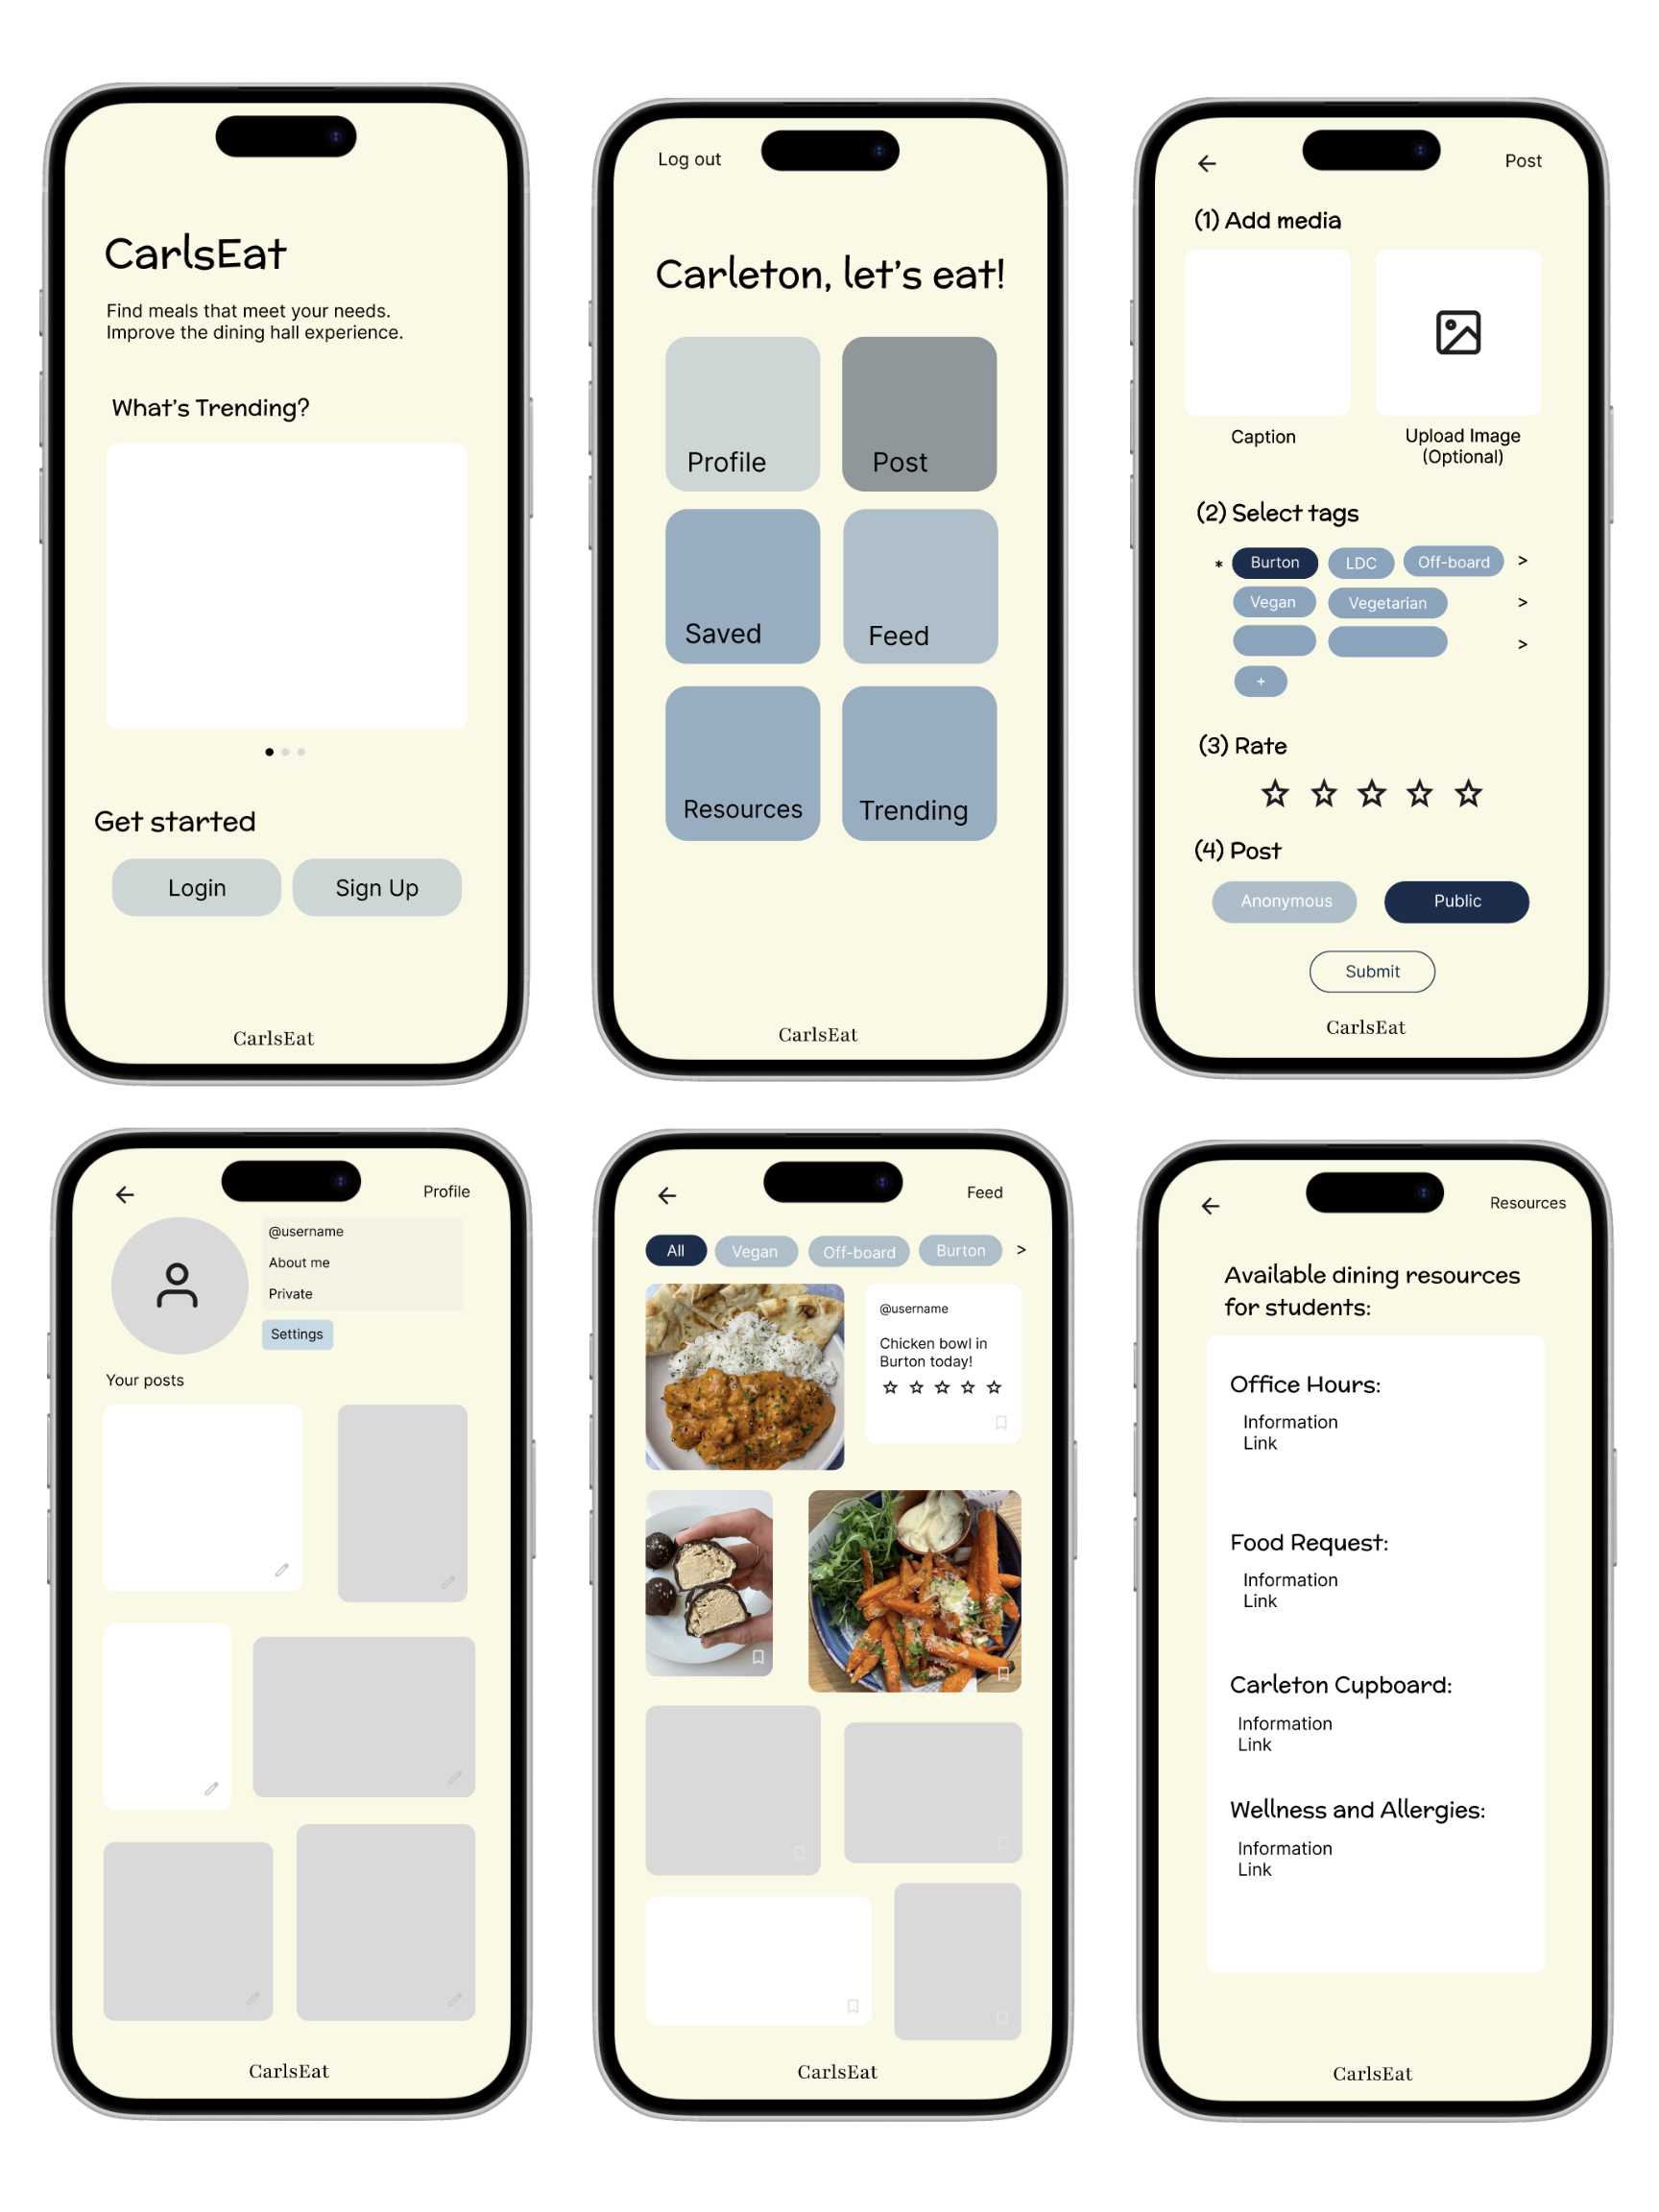 CarlsEat
Find meals that meet your needs.
Improve the dining hall experience.
What's Trending?
Get started
Login
Sign Up
CarlsEat
Log out
Carleton, let's eat!
Profile
Post
Saved
Feed
Resources
Trending
CarlsEat
Post
(1) Add media
Caption
Upload Image
(Optional)
(2) Select tags
* Burton LDC Off-board >
Vegan Vegetarian >
>
+
(3) Rate
(4) Post
Anonymous
Public
Submit
CarlsEat
Profile
@username
About me
Private
Settings
Your posts
CarlsEat
Feed
All Vegan Off-board Burton >
@username
Chicken bowl in
Burton today!
CarlsEat
Resources
Available dining resources
for students:
Office Hours:
Information
Link
Food Request:
Information
Link
Carleton Cupboard:
Information
Link
Wellness and Allergies:
Information
Link
CarlsEat